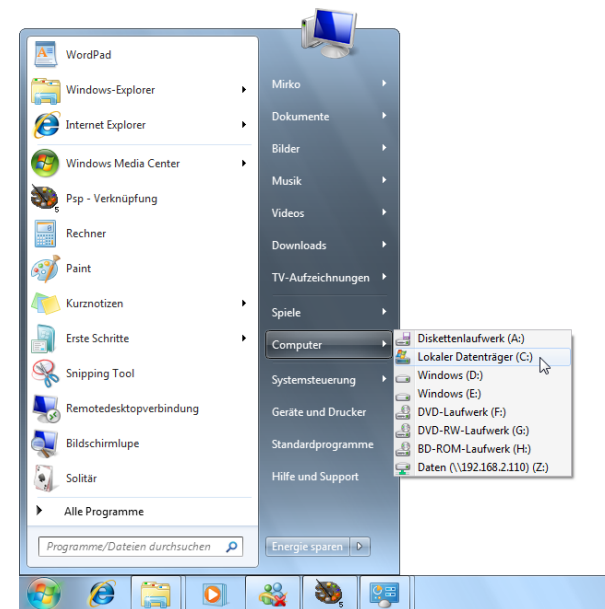 WordPad
Windows-Explorer
Internet Explorer
Windows Media Center
Psp - Verknüpfung
5
Rechner
Paint
Kurznotizen
Erste Schritte
Snipping Tool
Remotedesktopverbindung
Bildschirmlupe
Solitär
Alle Programme
Programme/Dateien durchsuchen
Mirko
Dokumente
Bilder
Musik
Videos
Downloads
TV-Aufzeichnungen
Spiele
Computer
Systemsteuerung
Geräte und Drucker
Standardprogramme
Hilfe und Support
Energie sparen
Diskettenlaufwerk (A:)
Lokaler Datenträger (C:)
Windows (D:)
Windows (E:)
DVD-Laufwerk (F:)
DVD-RW-Laufwerk (G:)
BD-ROM-Laufwerk (H:)
Daten (\\192.168.2.110) (Z:)
5